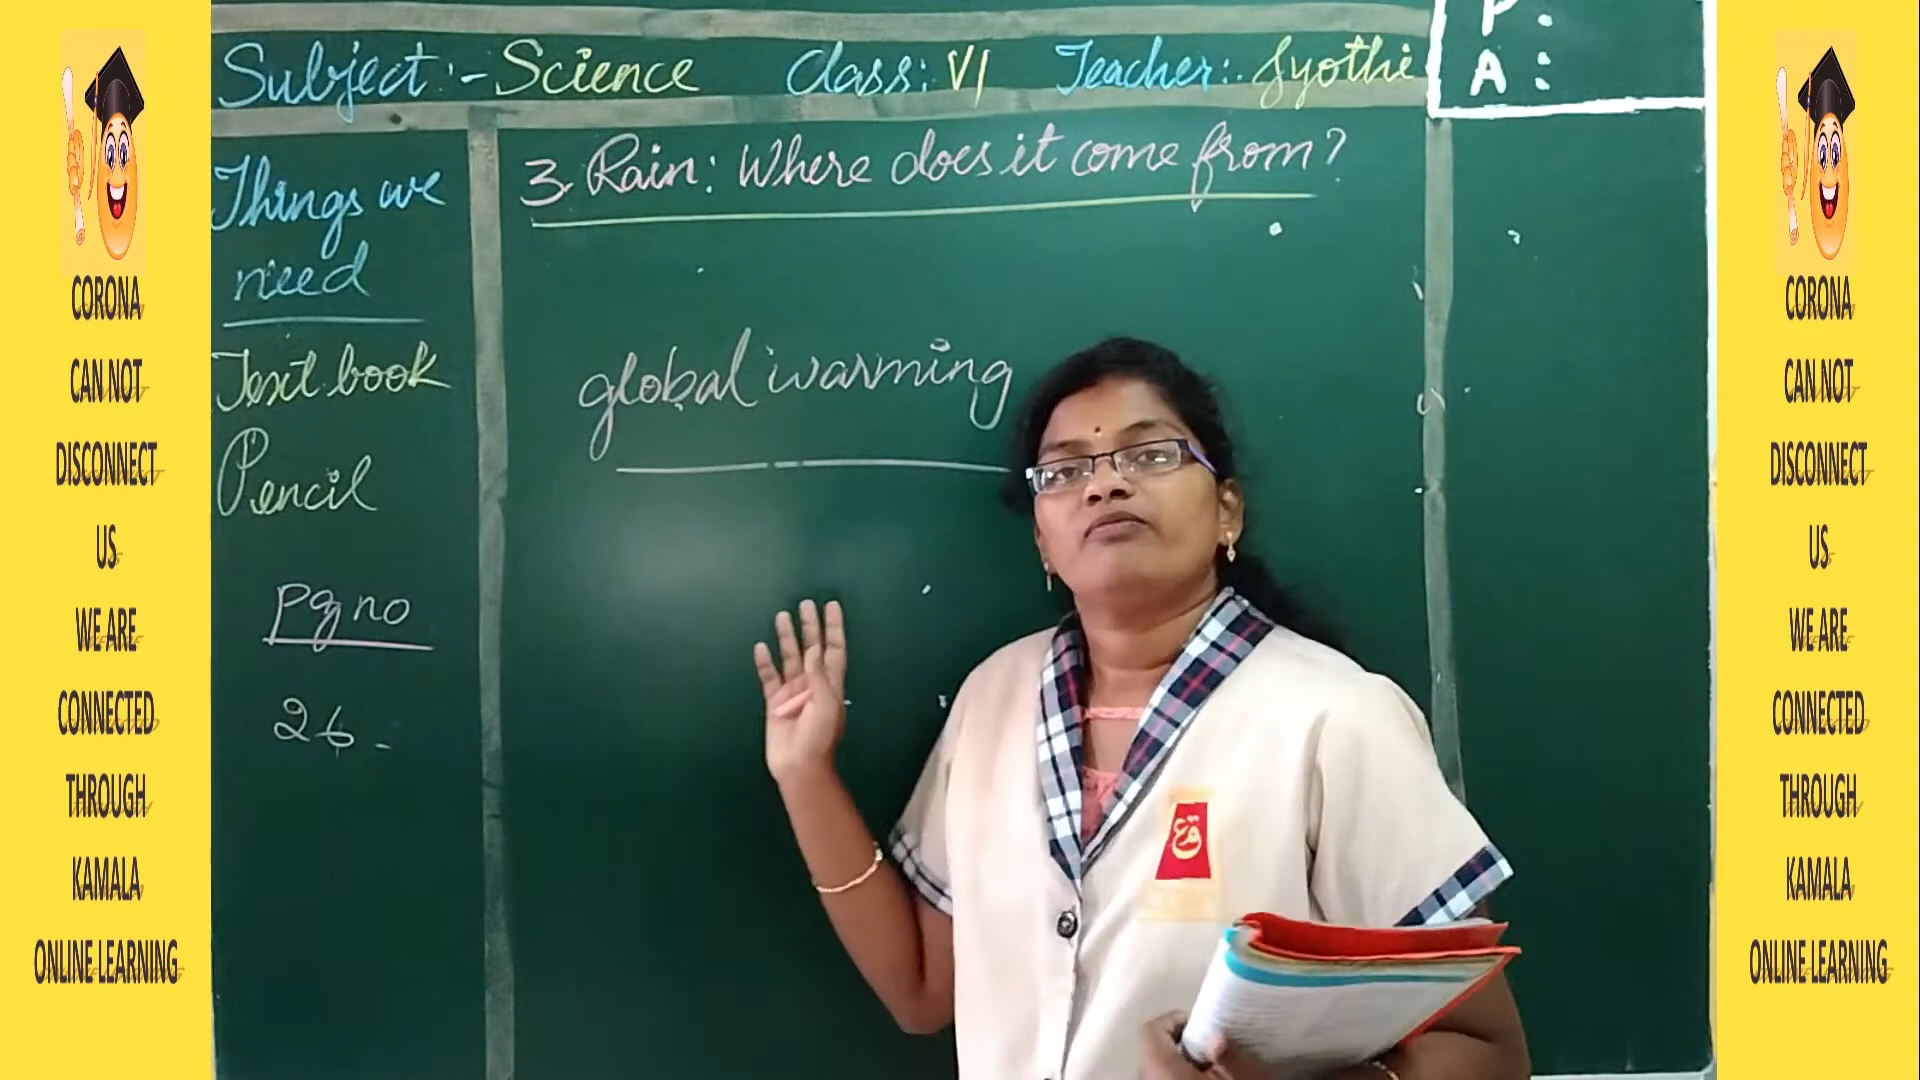 CORONA
CAN NOT
DISCONNECT
US
WE ARE
CONNECTED
THROUGH
KAMALA
ONLINE LEARNING
Subject :- Science Class: VI Teacher:. Jyothi
P :
A :
Things we
need
Text book
Pencil
Pg no
26 -
3. Rain: Where does it come from?
global warming
CORONA
CAN NOT
DISCONNECT
US
WE ARE
CONNECTED
THROUGH
KAMALA
ONLINE LEARNING